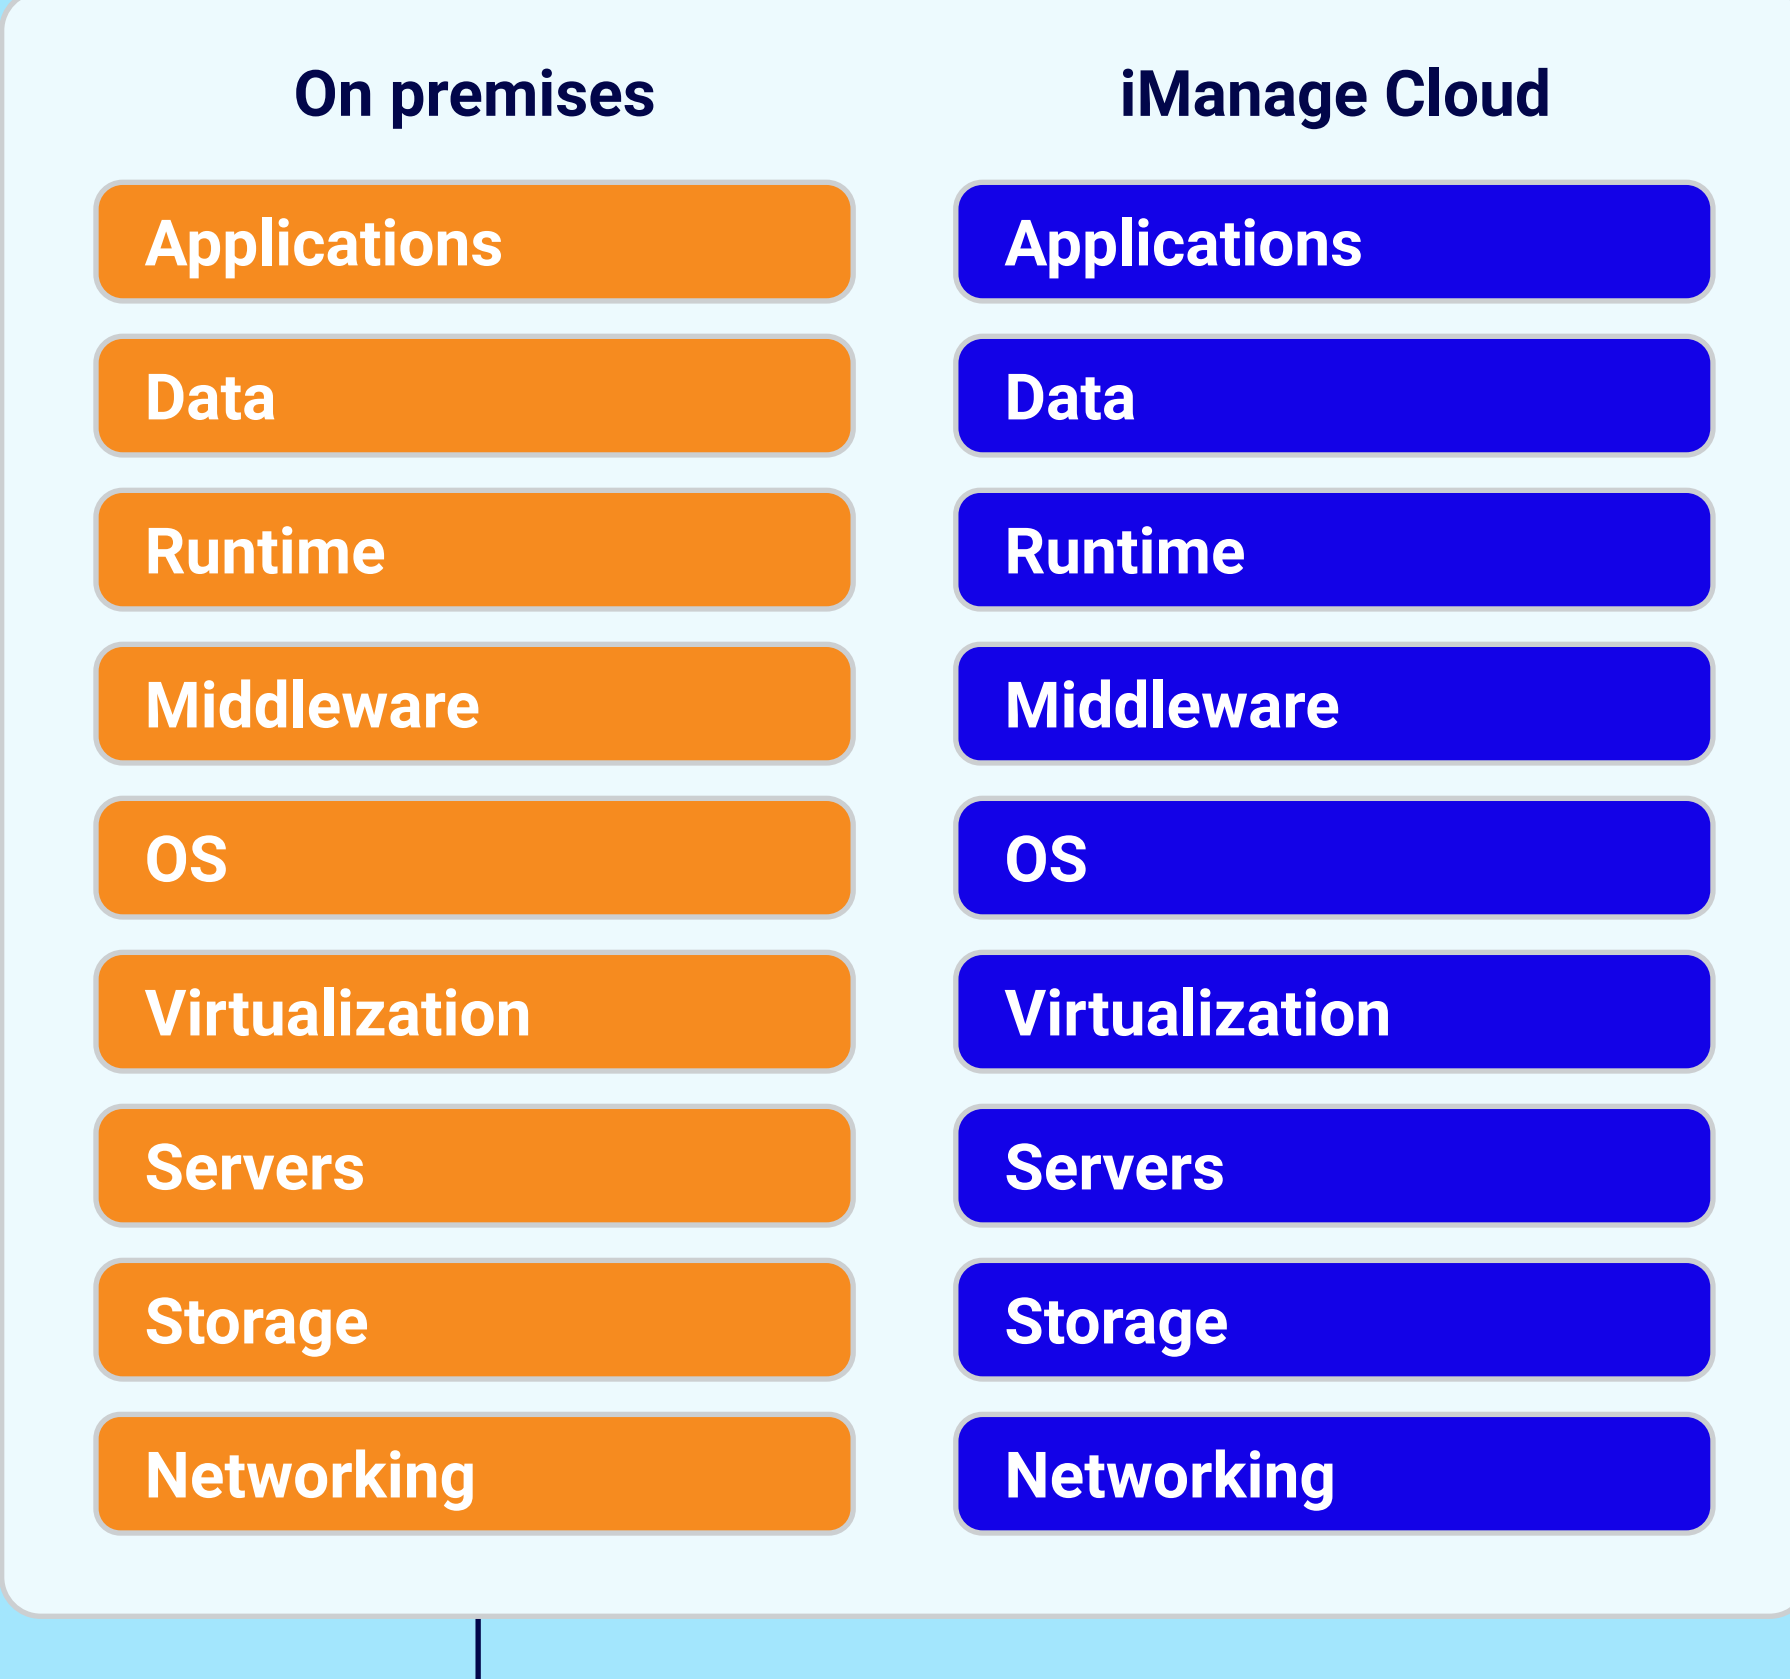 On premises
Applications
Data
Runtime
Middleware
OS
Virtualization
Servers
Storage
Networking
iManage Cloud
Applications
Data
Runtime
Middleware
OS
Virtualization
Servers
Storage
Networking